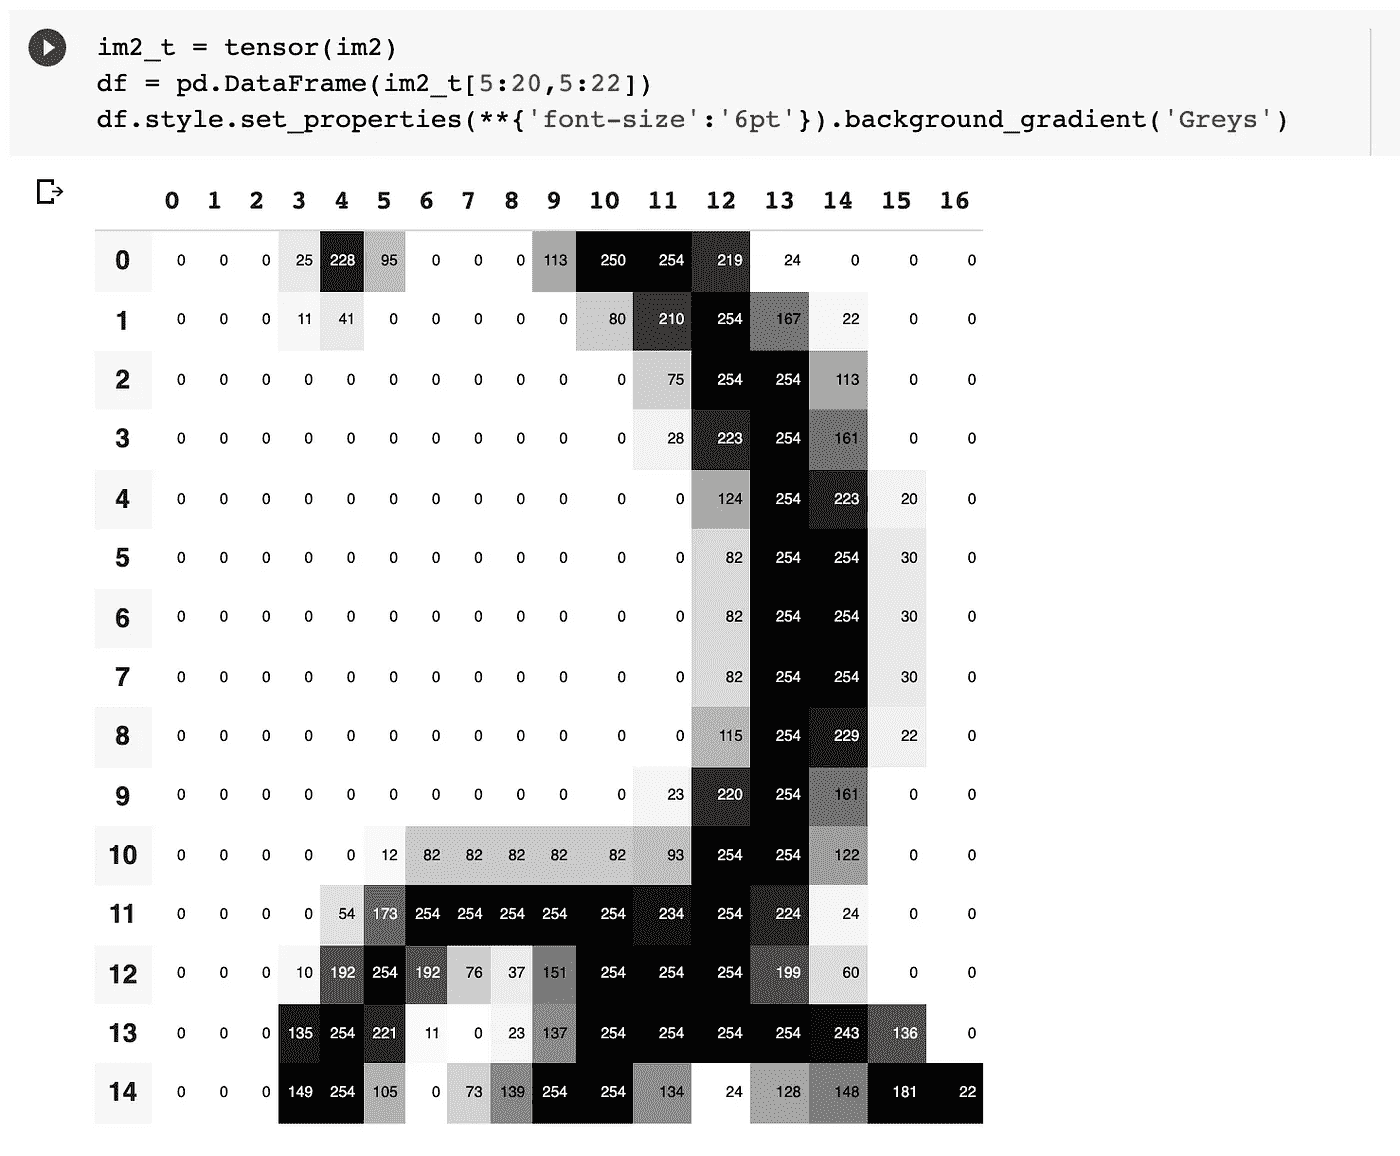 im2_t = tensor(im2)
df = pd.DataFrame(im2_t[5:20,5:22])
df.style.set_properties(**{'font-size':'6pt'}).background_gradient('Greys')
0 1 2 3 4 5 6 7 8 9 10 11 12 13 14 15 16
0 0 0 0 25 228 95 0 0 0 113 250 254 219 24 0 0 0
1 0 0 0 11 41 0 0 0 0 0 80 210 254 167 22 0 0
2 0 0 0 0 0 0 0 0 0 0 0 75 254 254 113 0 0
3 0 0 0 0 0 0 0 0 0 0 0 28 223 254 161 0 0
4 0 0 0 0 0 0 0 0 0 0 0 0 124 254 223 20 0
5 0 0 0 0 0 0 0 0 0 0 0 0 82 254 254 30 0
6 0 0 0 0 0 0 0 0 0 0 0 0 82 254 254 30 0
7 0 0 0 0 0 0 0 0 0 0 0 0 82 254 254 30 0
8 0 0 0 0 0 0 0 0 0 0 0 0 115 254 229 22 0
9 0 0 0 0 0 0 0 0 0 0 0 23 220 254 161 0 0
10 0 0 0 0 0 12 82 82 82 82 82 93 254 254 122 0 0
11 0 0 0 0 54 173 254 254 254 254 254 234 254 224 24 0 0
12 0 0 0 10 192 254 192 76 37 151 254 254 254 199 60 0 0
13 0 0 0 135 254 221 11 0 23 137 254 254 254 254 243 136 0
14 0 0 0 149 254 105 0 73 139 254 254 134 24 128 148 181 22